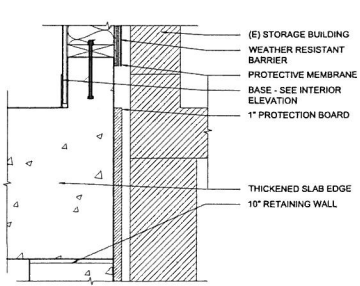 (E) STORAGE BUILDING
WEATHER RESISTANT
BARRIER
PROTECTIVE MEMBRANE
BASE - SEE INTERIOR
ELEVATION
1" PROTECTION BOARD
THICKENED SLAB EDGE
10" RETAINING WALL